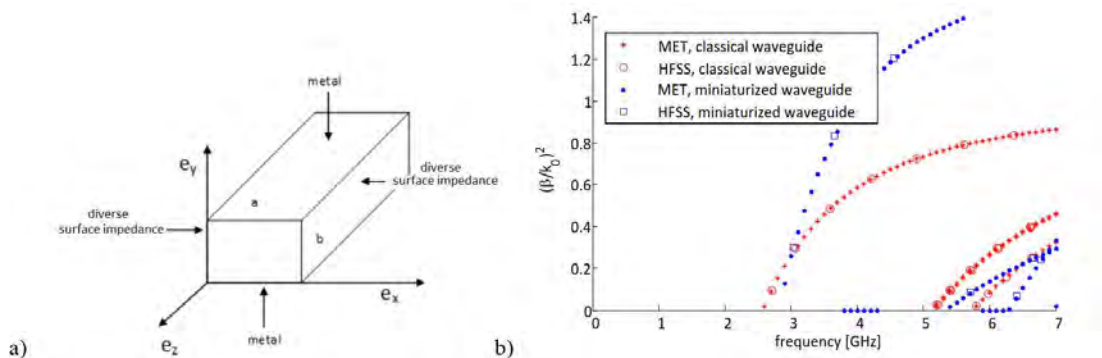 metal
e_y
diverse
surface impedance
a
diverse
surface impedance
b
e_x
metal
e_z
a)
1.4
1.2
1
0.8
0.6
0.4
0.2
0
(β/k_0)^2
MET, classical waveguide
HFSS, classical waveguide
MET, miniaturized waveguide
HFSS, miniaturized waveguide
0 1 2 3 4 5 6 7
frequency [GHz]
b)